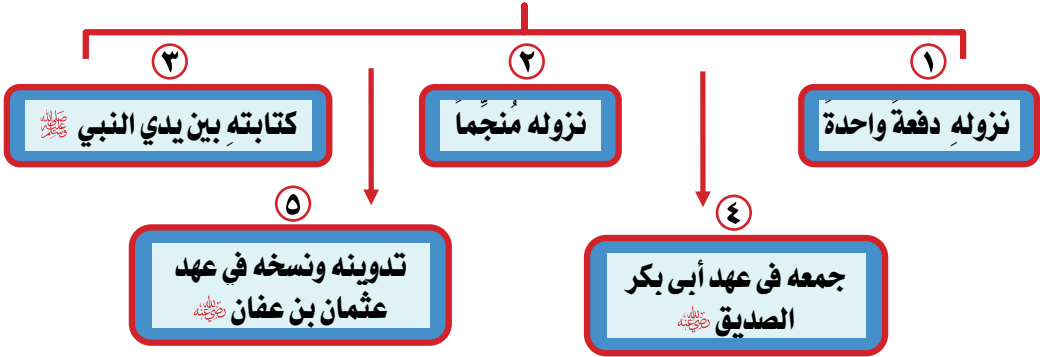 ١
نزولهِ دفعةً واحدةً
٢
نزوله مُنجَّماً
٣
كتابتهِ بين يدي النبي ﷺ
٤
جمعه فى عهد أبى بكر
الصديق رضي الله عنه
٥
تدوينه ونسخه في عهد
عثمان بن عفان رضي الله عنه